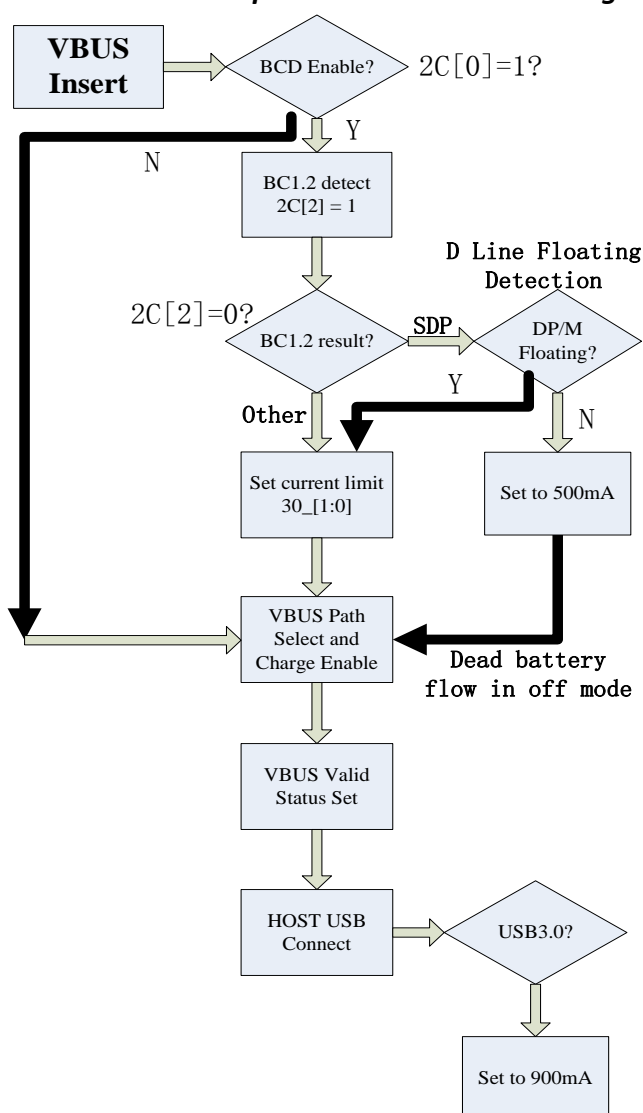 VBUS
Insert
BCD Enable?
2C[0]=1?
Y
N
BC1.2 detect
2C[2] = 1
D Line Floating
Detection
2C[2]=0?
BC1.2 result?
SDP
DP/M
Floating?
Y
Other
N
Set current limit
30_[1:0]
Set to 500mA
VBUS Path
Select and
Charge Enable
Dead battery
flow in off mode
VBUS Valid
Status Set
HOST USB
Connect
USB3.0?
Set to 900mA